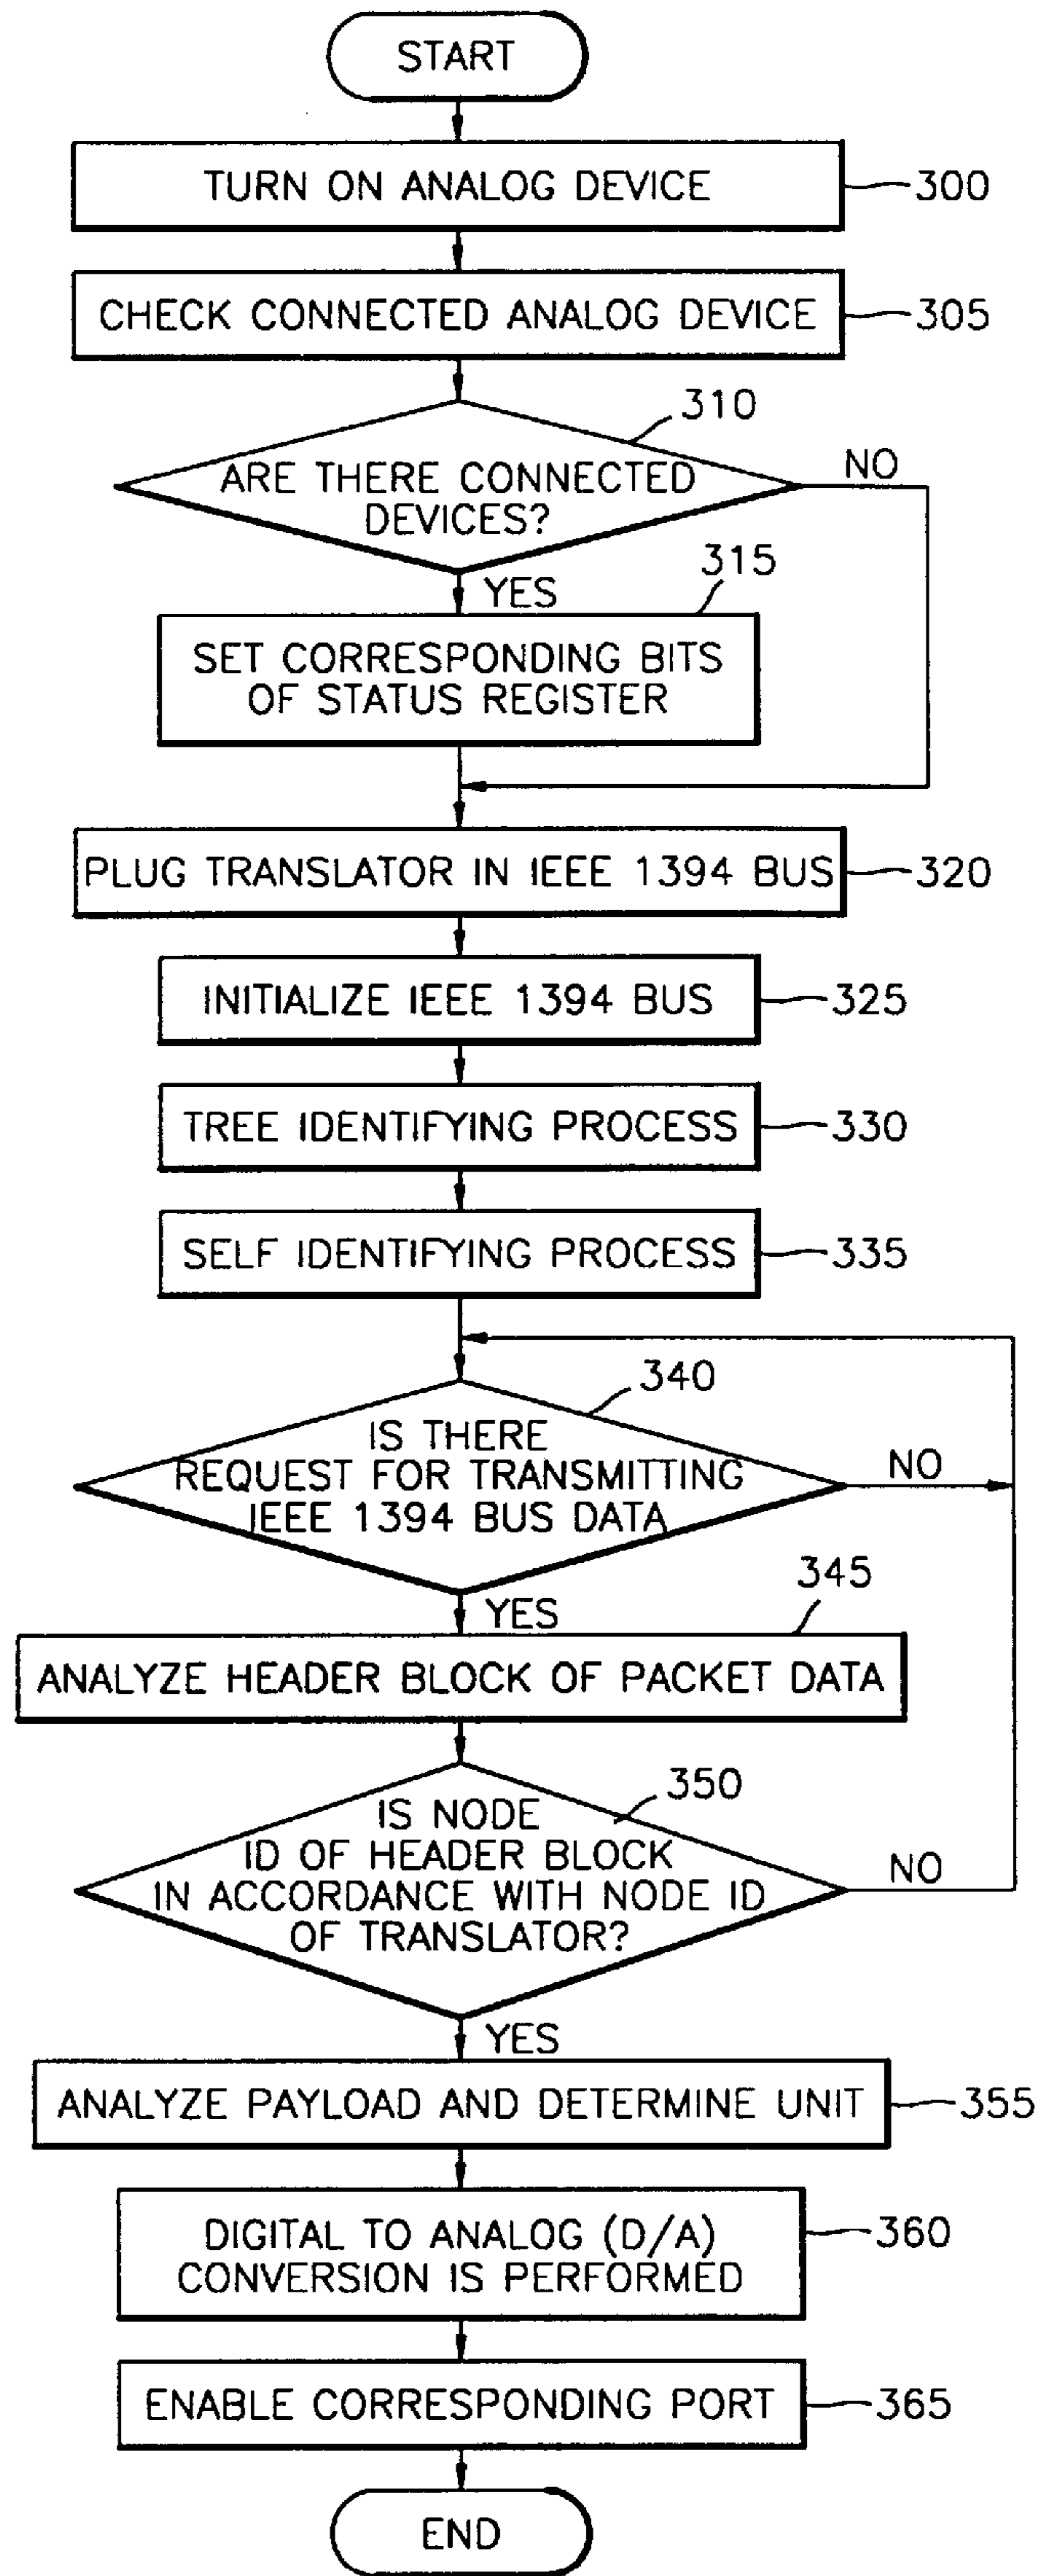 START
TURN ON ANALOG DEVICE
300
CHECK CONNECTED ANALOG DEVICE
305
310
ARE THERE CONNECTED
DEVICES?
NO
YES
315
SET CORRESPONDING BITS
OF STATUS REGISTER
PLUG TRANSLATOR IN IEEE 1394 BUS
320
INITIALIZE IEEE 1394 BUS
325
TREE IDENTIFYING PROCESS
330
SELF IDENTIFYING PROCESS
335
340
IS THERE
REQUEST FOR TRANSMITTING
IEEE 1394 BUS DATA
NO
YES
345
ANALYZE HEADER BLOCK OF PACKET DATA
350
IS NODE
ID OF HEADER BLOCK
IN ACCORDANCE WITH NODE ID
OF TRANSLATOR?
NO
YES
ANALYZE PAYLOAD AND DETERMINE UNIT
355
DIGITAL TO ANALOG (D/A)
CONVERSION IS PERFORMED
360
ENABLE CORRESPONDING PORT
365
END